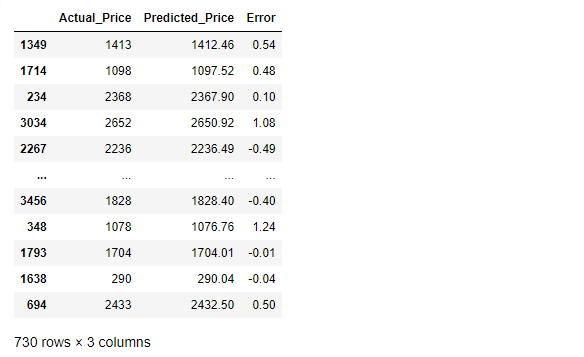 Actual_Price Predicted_Price Error
1349 1413 1412.46 0.54
1714 1098 1097.52 0.48
234 2368 2367.90 0.10
3034 2652 2650.92 1.08
2267 2236 2236.49 -0.49
... ... ... ...
3456 1828 1828.40 -0.40
348 1078 1076.76 1.24
1793 1704 1704.01 -0.01
1638 290 290.04 -0.04
694 2433 2432.50 0.50
730 rows × 3 columns